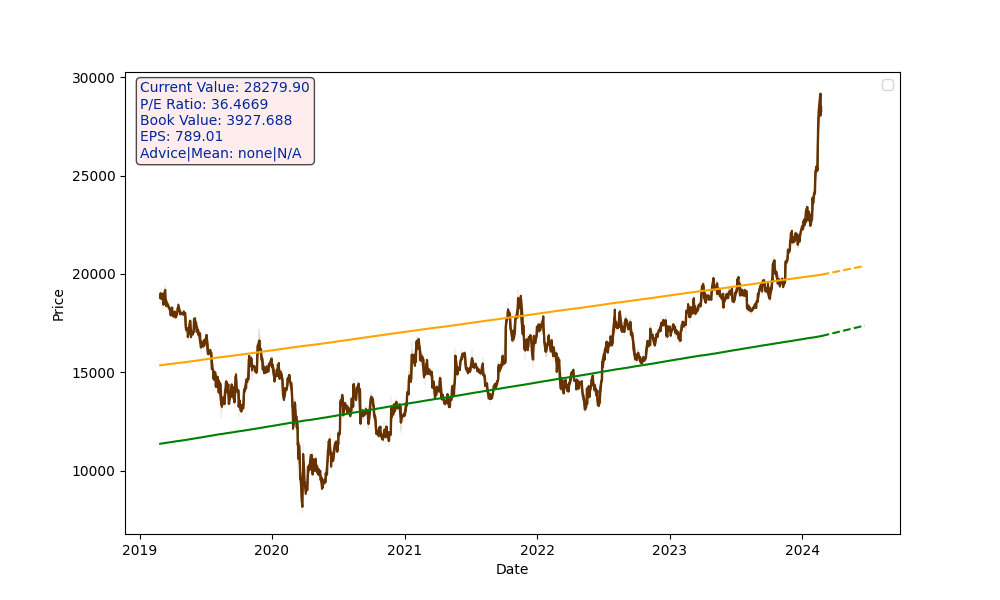 30000
25000
20000
15000
10000
Price
Current Value: 28279.90
P/E Ratio: 36.4669
Book Value: 3927.688
EPS: 789.01
Advice|Mean: none|N/A
2019 2020 2021 2022 2023 2024
Date